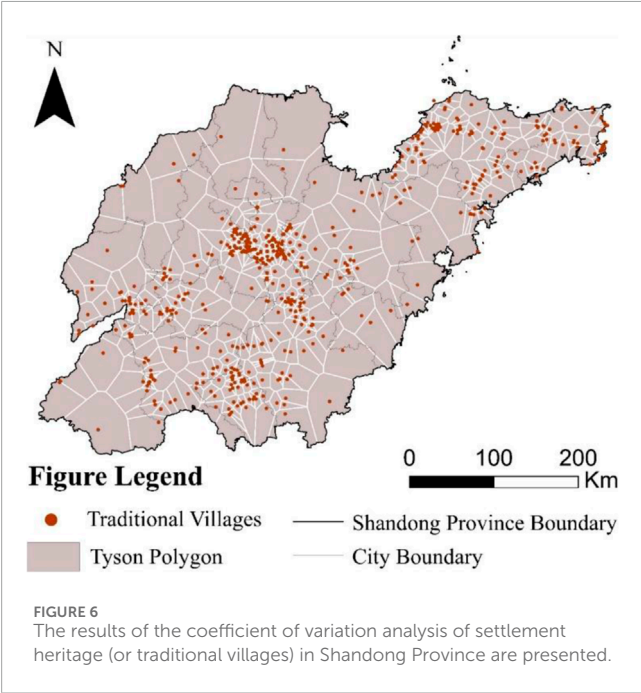 N
0 100 200
Km
Figure Legend
Traditional Villages
Shandong Province Boundary
Tyson Polygon
City Boundary
FIGURE 6
The results of the coefficient of variation analysis of settlement
heritage (or traditional villages) in Shandong Province are presented.